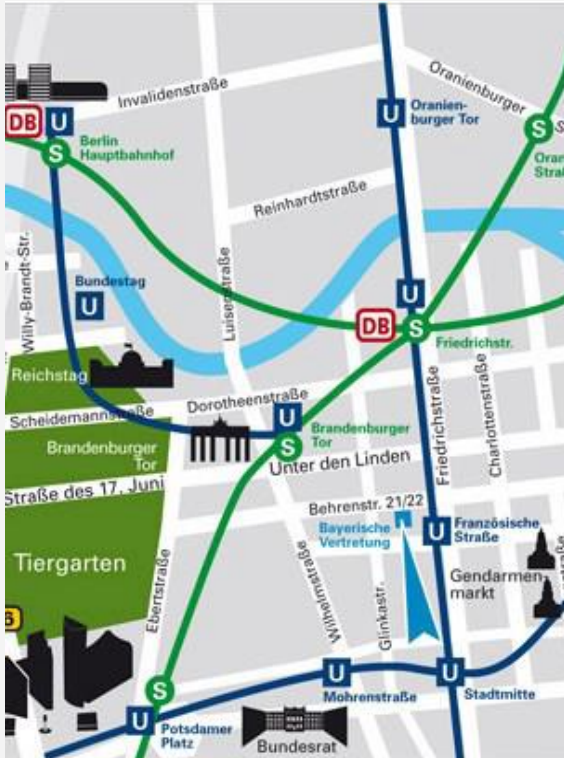 Invalidenstraße
Oranienburger
U
Oranien-
burger Tor
DB
U
S
Berlin
Hauptbahnhof
S
S
Oran
Straß
Reinhardtstraße
Luisenstraße
Willy-Brandt-Str.
Bundestag
U
U
DB
S
Friedrichstr.
Reichstag
Scheidemannstraße
Dorotheenstraße
U
S
Brandenburger
Tor
Friedrichstraße
Charlottenstraße
Brandenburger
Tor
Unter den Linden
Straße des 17. Juni
Behrenstr. 21/22
Bayerische
Vertretung
U
Französische
Straße
Tiergarten
Ebertstraße
Wilhelmstraße
Glinkastr.
Gendarmen
markt
straße
6
S
U
Potsdamer
Platz
U
Mohrenstraße
U
Stadtmitte
Bundesrat